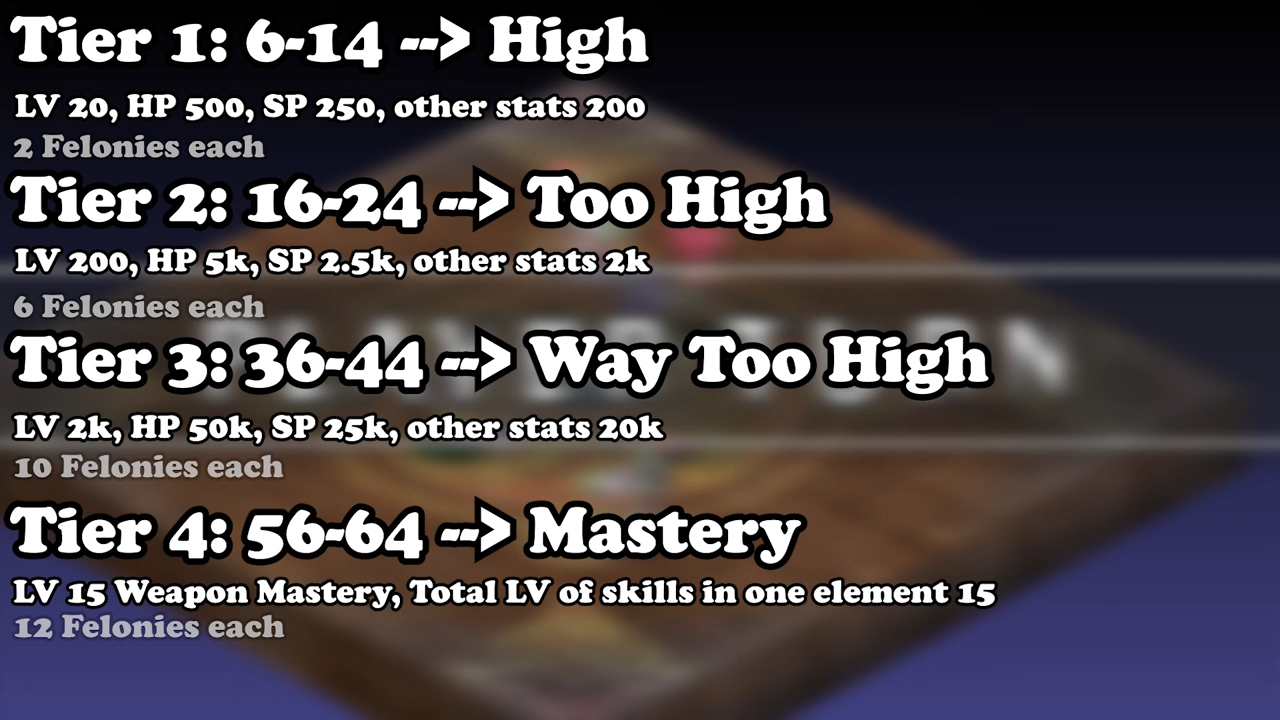 Tier 1: 6-14 --> High
LV 20, HP 500, SP 250, other stats 200
2 Felonies each
Tier 2: 16-24 --> Too High
LV 200, HP 5k, SP 2.5k, other stats 2k
6 Felonies each
Tier 3: 36-44 --> Way Too High
LV 2k, HP 50k, SP 25k, other stats 20k
10 Felonies each
Tier 4: 56-64 --> Mastery
LV 15 Weapon Mastery, Total LV of skills in one element 15
12 Felonies each